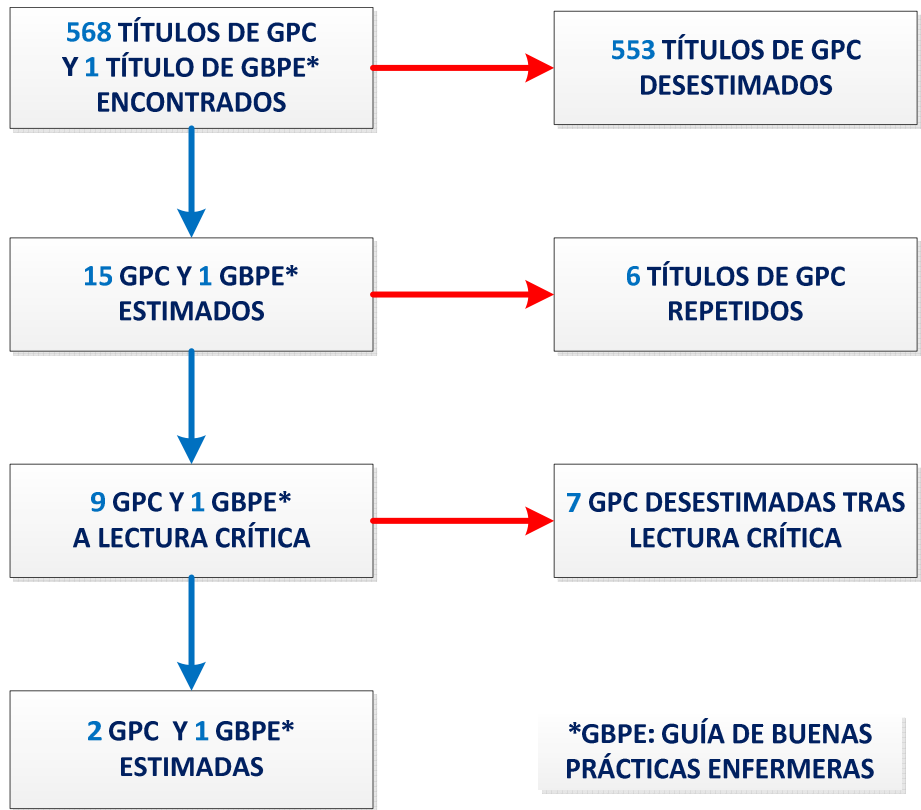 568 TÍTULOS DE GPC
Y 1 TÍTULO DE GBPE*
ENCONTRADOS
553 TÍTULOS DE GPC
DESESTIMADOS
15 GPC Y 1 GBPE*
ESTIMADOS
6 TÍTULOS DE GPC
REPETIDOS
9 GPC Y 1 GBPE*
A LECTURA CRÍTICA
7 GPC DESESTIMADAS TRAS
LECTURA CRÍTICA
2 GPC Y 1 GBPE*
ESTIMADAS
*GBPE: GUÍA DE BUENAS
PRÁCTICAS ENFERMERAS